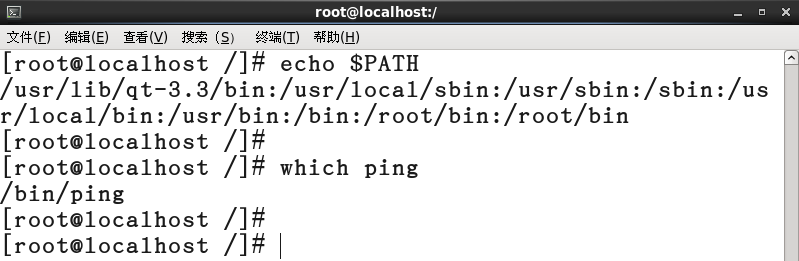 root@localhost:/
文件(F) 编辑(E) 查看(V) 搜索 (S) 终端(T) 帮助(H)
[root@localhost /]# echo $PATH
/usr/lib/qt-3.3/bin:/usr/local/sbin:/usr/sbin:/sbin:/us
r/local/bin:/usr/bin:/bin:/root/bin:/root/bin
[root@localhost /]#
[root@localhost /]# which ping
/bin/ping
[root@localhost /]#
[root@localhost /]#